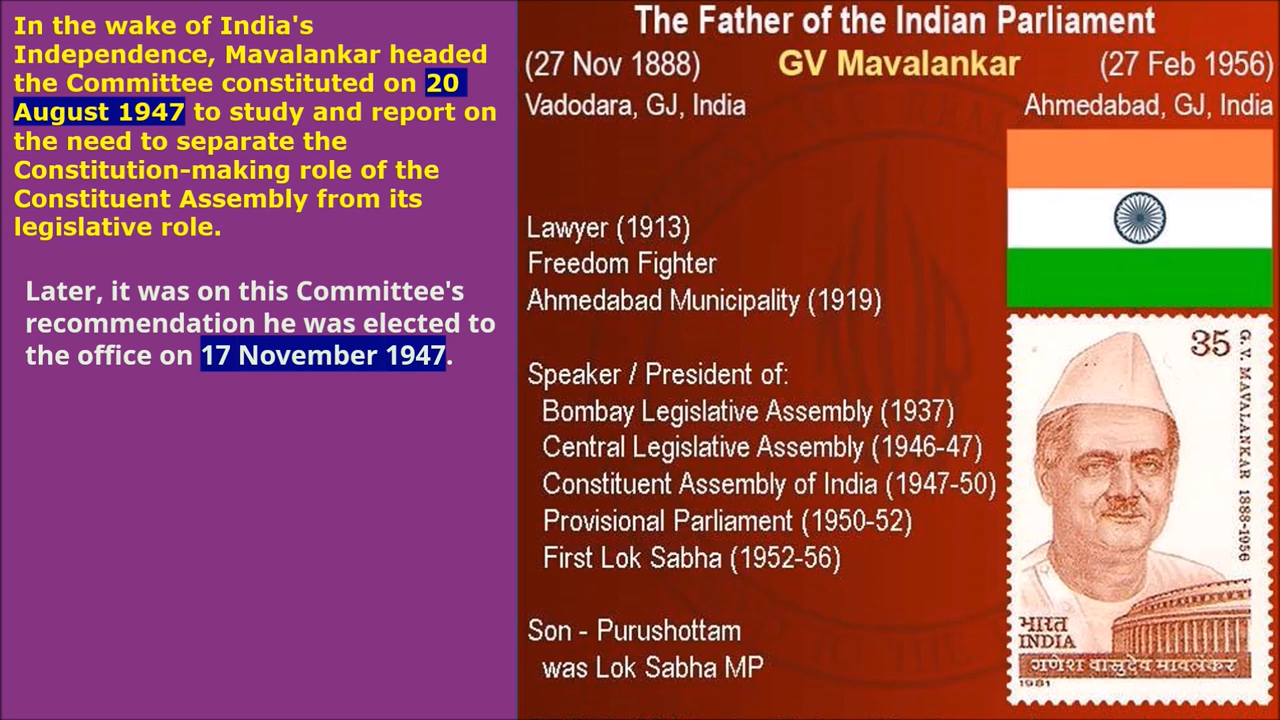 In the wake of India's
Independence, Mavalankar headed
the Committee constituted on 20
August 1947 to study and report on
the need to separate the
Constitution-making role of the
Constituent Assembly from its
legislative role.
Later, it was on this Committee's
recommendation he was elected to
the office on 17 November 1947.
The Father of the Indian Parliament
(27 Nov 1888) GV Mavalankar (27 Feb 1956)
Vadodara, GJ, India Ahmedabad, GJ, India
Lawyer (1913)
Freedom Fighter
Ahmedabad Municipality (1919)
Speaker / President of:
Bombay Legislative Assembly (1937)
Central Legislative Assembly (1946-47)
Constituent Assembly of India (1947-50)
Provisional Parliament (1950-52)
First Lok Sabha (1952-56)
Son - Purushottam
was Lok Sabha MP
35
G.V. MAVALANKAR 1888-1956
भारत
INDIA
गणेश वासुदेव मावलंकर
1981